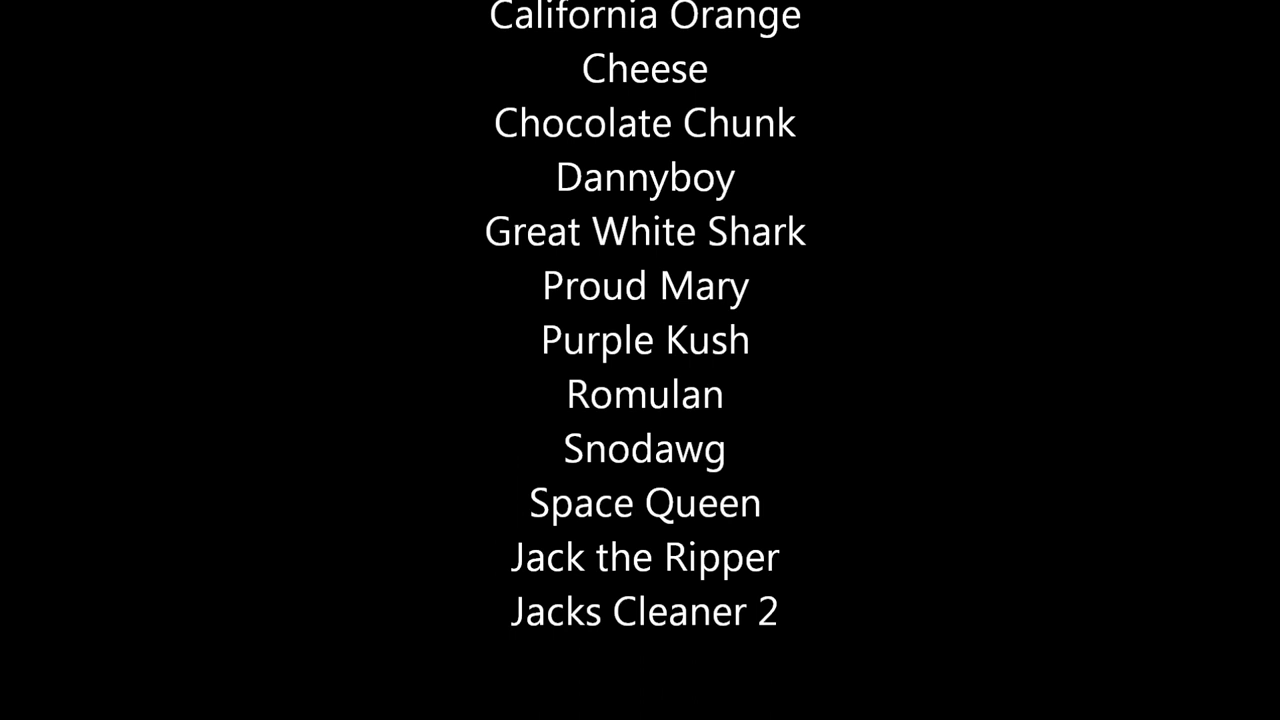 California Orange
Cheese
Chocolate Chunk
Dannyboy
Great White Shark
Proud Mary
Purple Kush
Romulan
Snodawg
Space Queen
Jack the Ripper
Jacks Cleaner 2